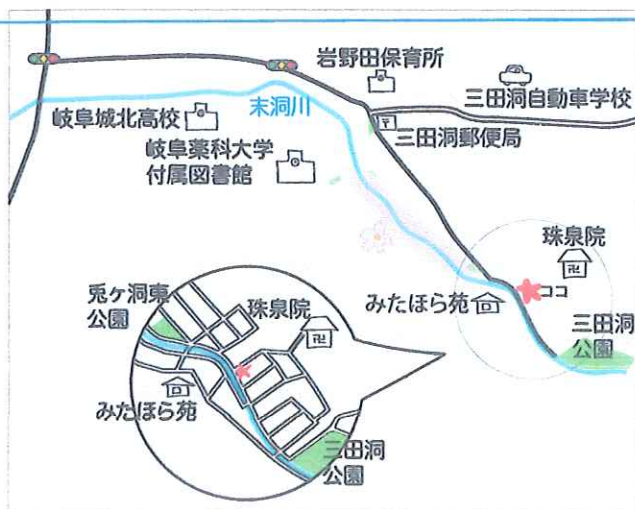 岩野田保育所
三田洞自動車学校
末洞川
岐阜城北高校
〒
三田洞郵便局
岐阜薬科大学
付属図書館
珠泉院
卍
ココ
みたほら苑
三田洞
公園
兎ヶ洞東
公園
珠泉院
卍
みたほら苑
三田洞
公園